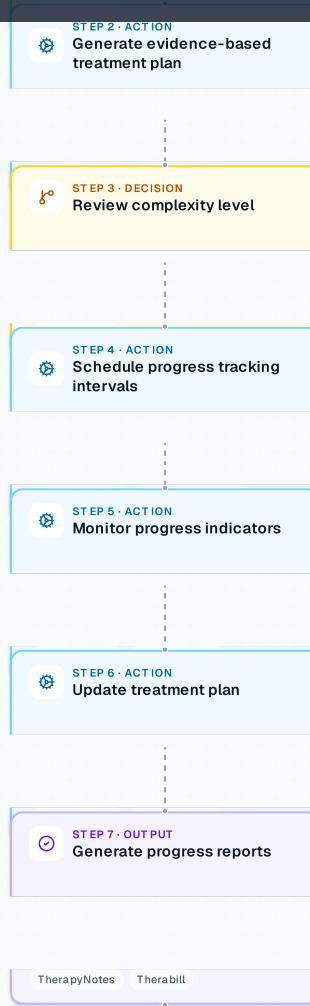 STEP 2 · ACTION
Generate evidence-based
treatment plan
STEP 3 · DECISION
Review complexity level
STEP 4 · ACTION
Schedule progress tracking
intervals
STEP 5 · ACTION
Monitor progress indicators
STEP 6 · ACTION
Update treatment plan
STEP 7 · OUTPUT
Generate progress reports
TherapyNotes Therabill